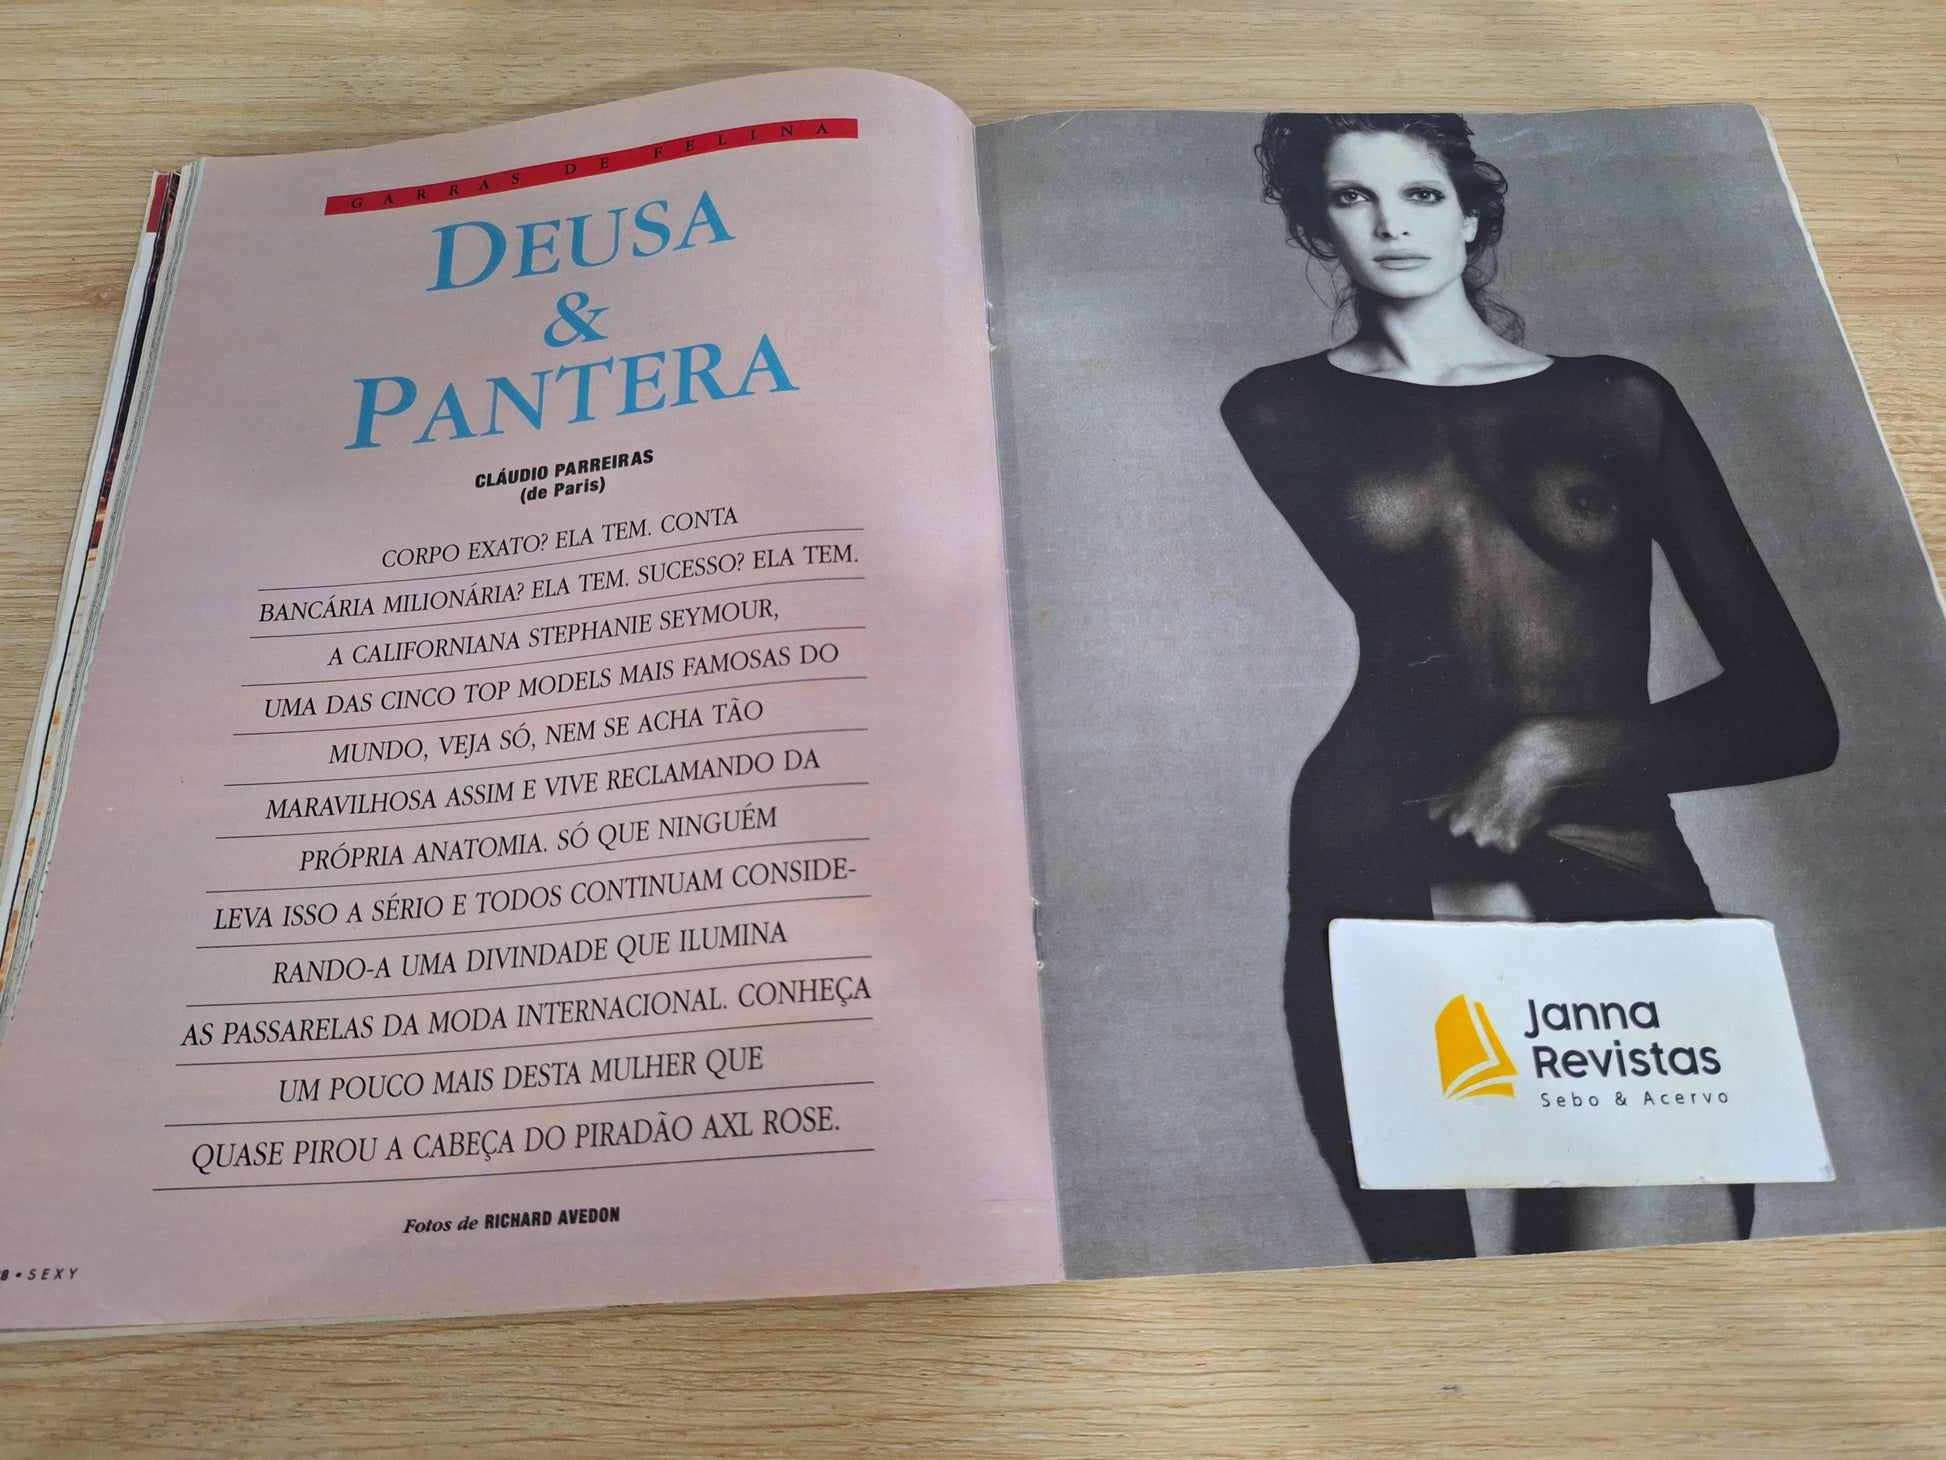 GARRAS DE FELINA
DEUSA
&
PANTERA
CLÁUDIO PARREIRAS
(de Paris)
CORPO EXATO? ELA TEM. CONTA
BANCÁRIA MILIONÁRIA? ELA TEM. SUCESSO? ELA TEM.
A CALIFORNIANA STEPHANIE SEYMOUR,
UMA DAS CINCO TOP MODELS MAIS FAMOSAS DO
MUNDO, VEJA SÓ, NEM SE ACHA TÃO
MARAVILHOSA ASSIM E VIVE RECLAMANDO DA
PRÓPRIA ANATOMIA. SÓ QUE NINGUÉM
LEVA ISSO A SÉRIO E TODOS CONTINUAM CONSIDE-
RANDO-A UMA DIVINDADE QUE ILUMINA
AS PASSARELAS DA MODA INTERNACIONAL. CONHEÇA
UM POUCO MAIS DESTA MULHER QUE
QUASE PIROU A CABEÇA DO PIRADÃO AXL ROSE.
Fotos de RICHARD AVEDON
8 • SEXY
Janna
Revistas
Sebo & Acervo